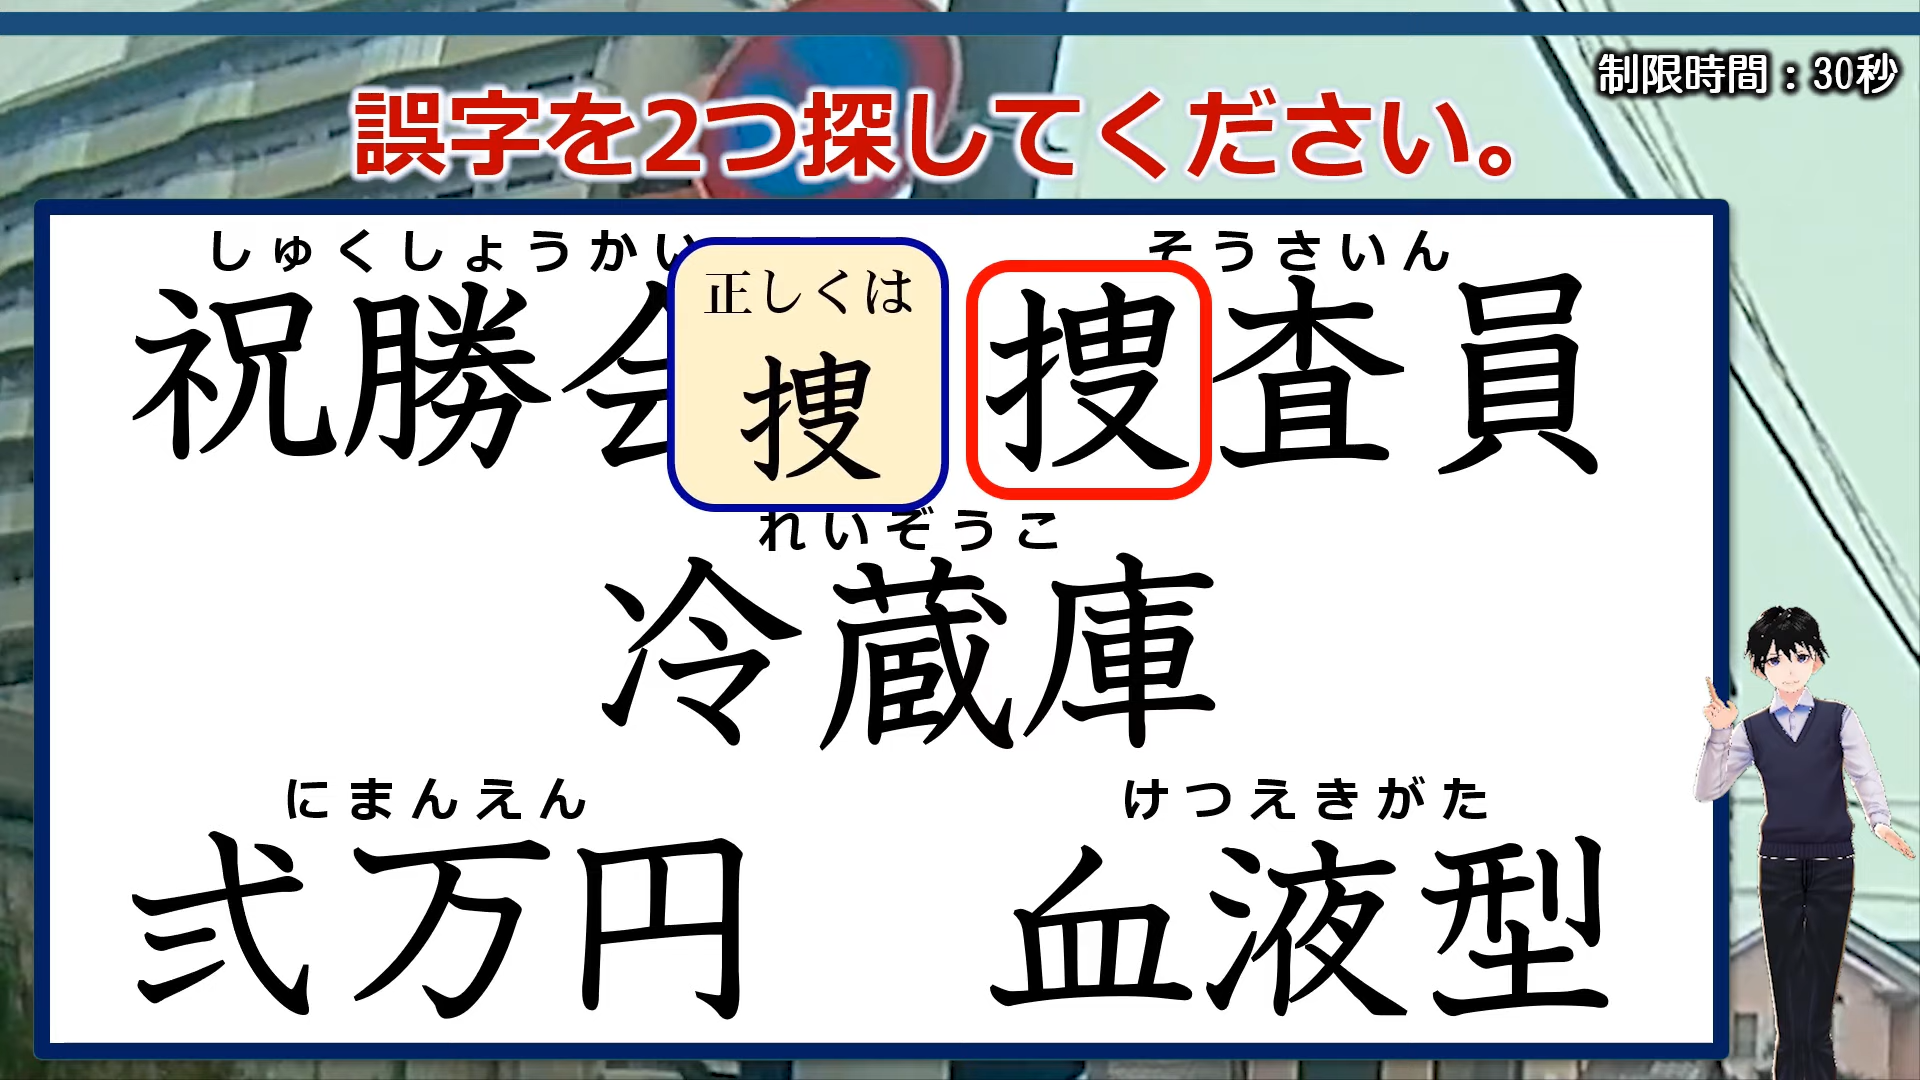 制限時間：30秒
誤字を2つ探してください。
しゅくしょうかい
祝勝会
正しくは
捜
そうさいん
捜査員
れいぞうこ
冷蔵庫
にまんえん
弐万円
けつえきがた
血液型